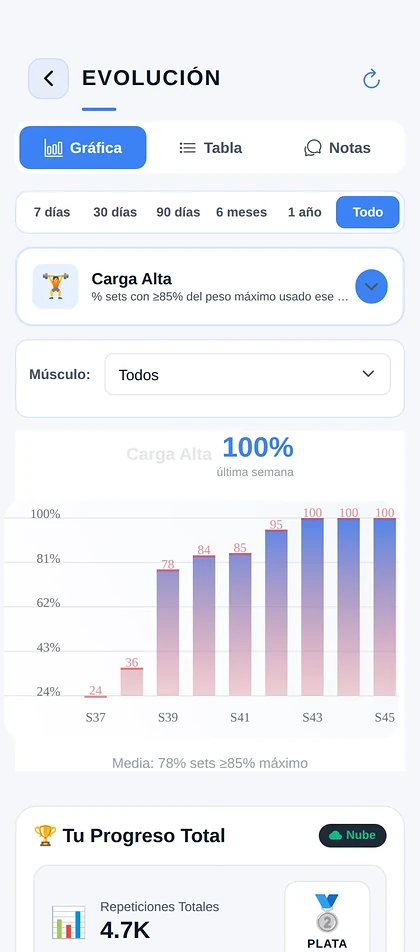 EVOLUCIÓN
Gráfica Tabla Notas
7 días 30 días 90 días 6 meses 1 año Todo
Carga Alta
% sets con ≥85% del peso máximo usado ese ...
Músculo: Todos
Carga Alta 100%
última semana
100%
81%
62%
43%
24%
24 36 78 84 85 95 100 100 100
S37 S39 S41 S43 S45
Media: 78% sets ≥85% máximo
Tu Progreso Total
Nube
Repeticiones Totales
4.7K
2
PLATA